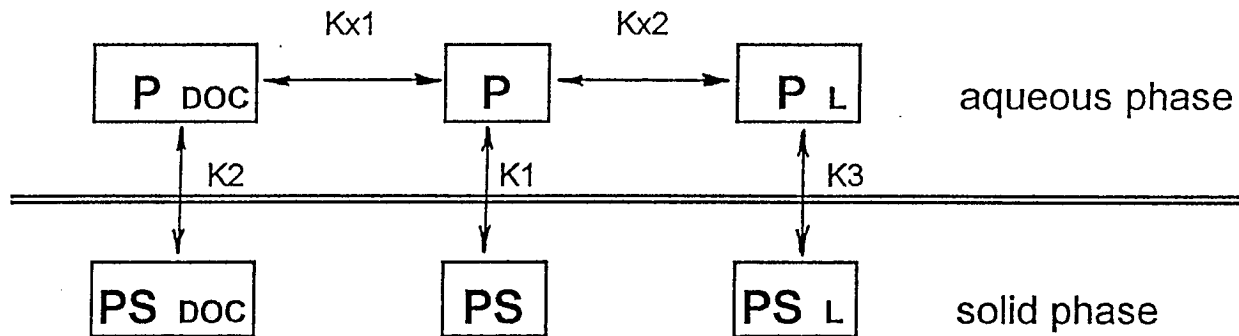 Kx1 Kx2
P DOC P P L aqueous phase
K2 K1 K3
PS DOC PS PS L solid phase